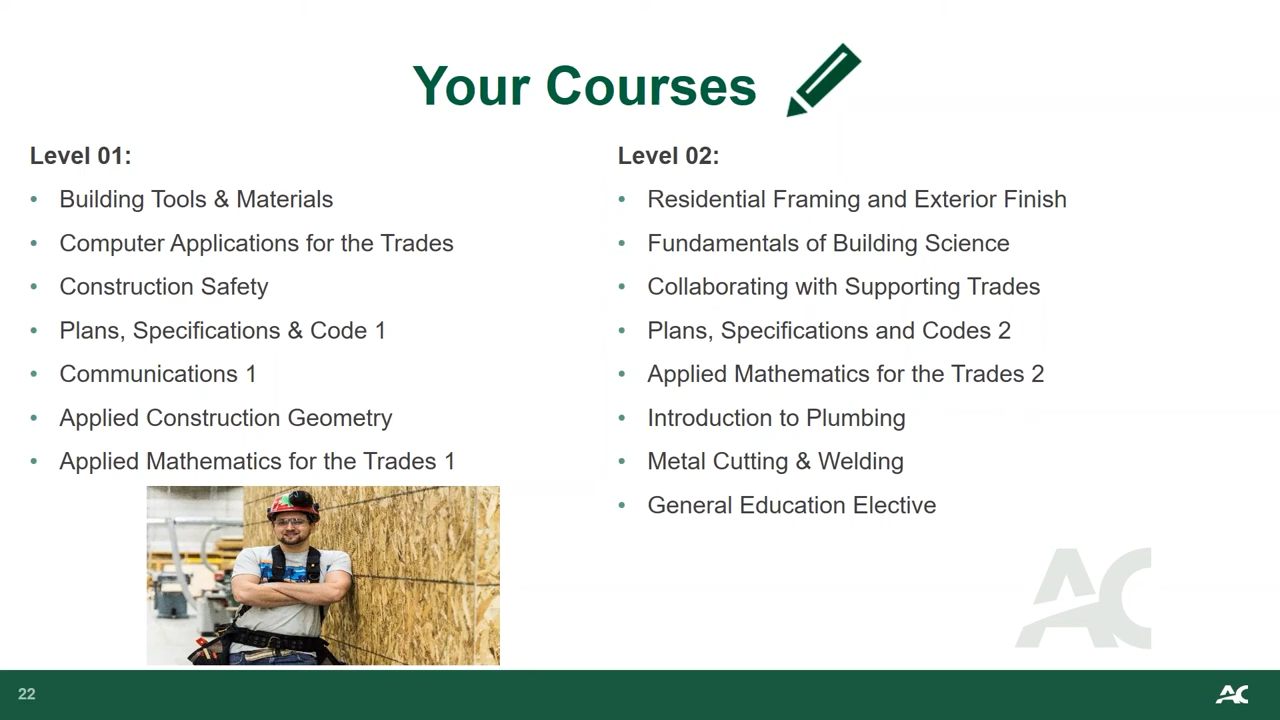 Your Courses
Level 01:
• Building Tools & Materials
• Computer Applications for the Trades
• Construction Safety
• Plans, Specifications & Code 1
• Communications 1
• Applied Construction Geometry
• Applied Mathematics for the Trades 1
Level 02:
• Residential Framing and Exterior Finish
• Fundamentals of Building Science
• Collaborating with Supporting Trades
• Plans, Specifications and Codes 2
• Applied Mathematics for the Trades 2
• Introduction to Plumbing
• Metal Cutting & Welding
• General Education Elective
AC
22
AC